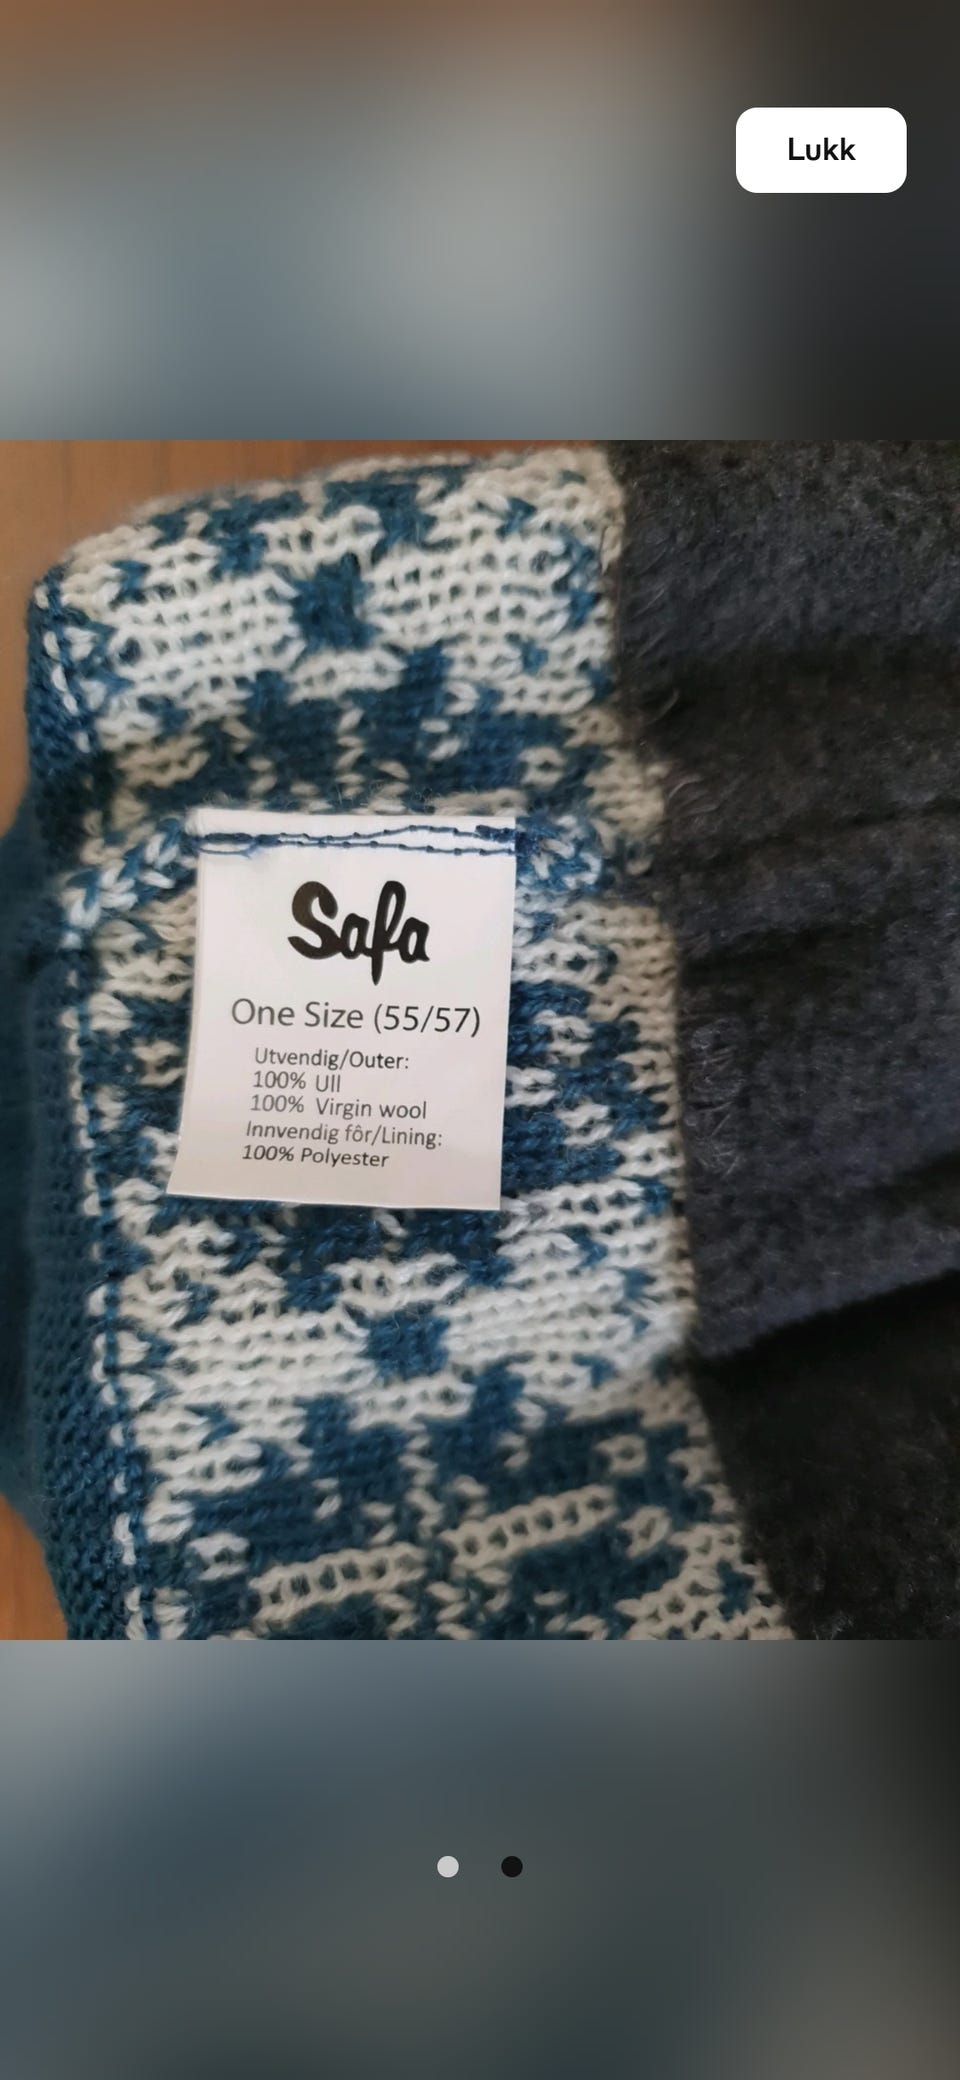 Lukk
Safa
One Size (55/57)
Utvendig/Outer:
100% Ull
100% Virgin wool
Innvendig fôr/Lining:
100% Polyester